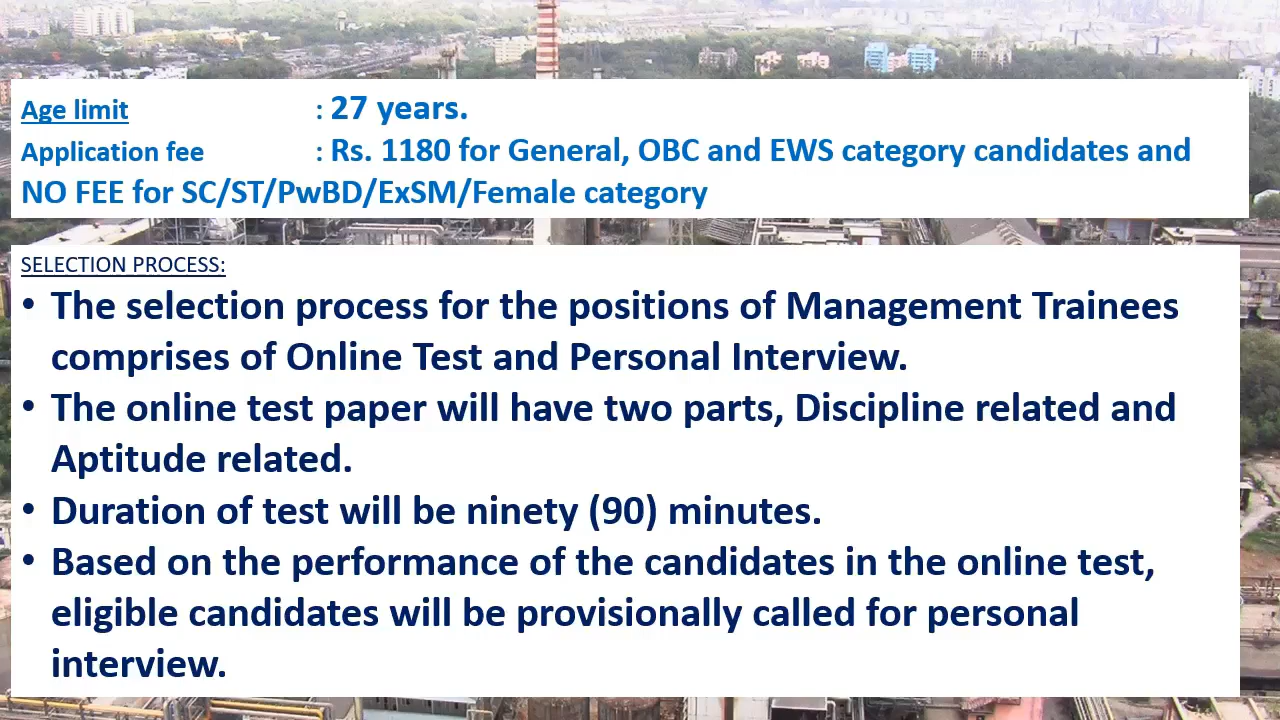 Age limit : 27 years.
Application fee : Rs. 1180 for General, OBC and EWS category candidates and
NO FEE for SC/ST/PwBD/ExSM/Female category
SELECTION PROCESS:
• The selection process for the positions of Management Trainees
comprises of Online Test and Personal Interview.
• The online test paper will have two parts, Discipline related and
Aptitude related.
• Duration of test will be ninety (90) minutes.
• Based on the performance of the candidates in the online test,
eligible candidates will be provisionally called for personal
interview.